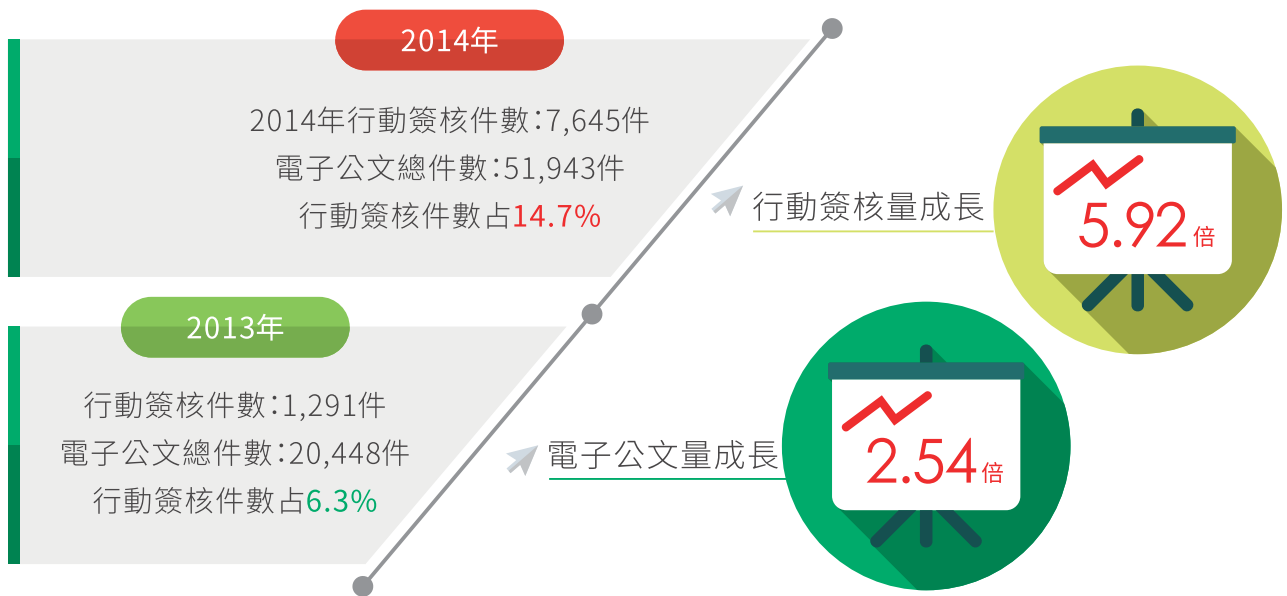 2014年
2014年行動簽核件數：7,645件
電子公文總件數：51,943件
行動簽核件數占14.7%
行動簽核量成長
5.92倍
2013年
行動簽核件數：1,291件
電子公文總件數：20,448件
行動簽核件數占6.3%
電子公文量成長
2.54倍